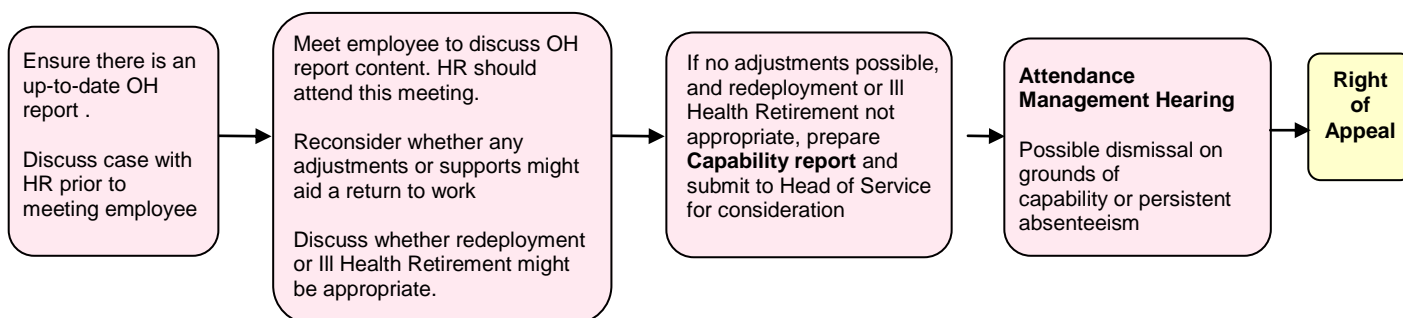 Ensure there is an
up-to-date OH
report .
Discuss case with
HR prior to
meeting employee
Meet employee to discuss OH
report content. HR should
attend this meeting.
Reconsider whether any
adjustments or supports might
aid a return to work
Discuss whether redeployment
or Ill Health Retirement might
be appropriate.
If no adjustments possible,
and redeployment or Ill
Health Retirement not
appropriate, prepare
Capability report and
submit to Head of Service
for consideration
Attendance
Management Hearing
Possible dismissal on
grounds of
capability or persistent
absenteeism
Right
of
Appeal